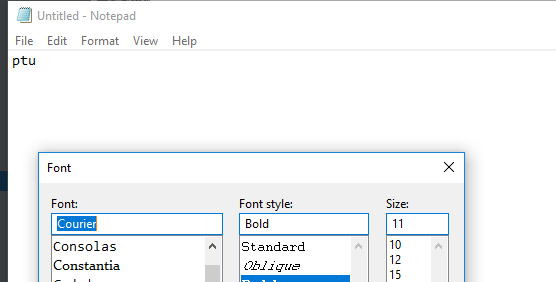 Untitled - Notepad
File Edit Format View Help
ptu
Font
Font: Font style: Size:
Courier Bold 11
Consolas Standard 10
Constantia Oblique 12
15